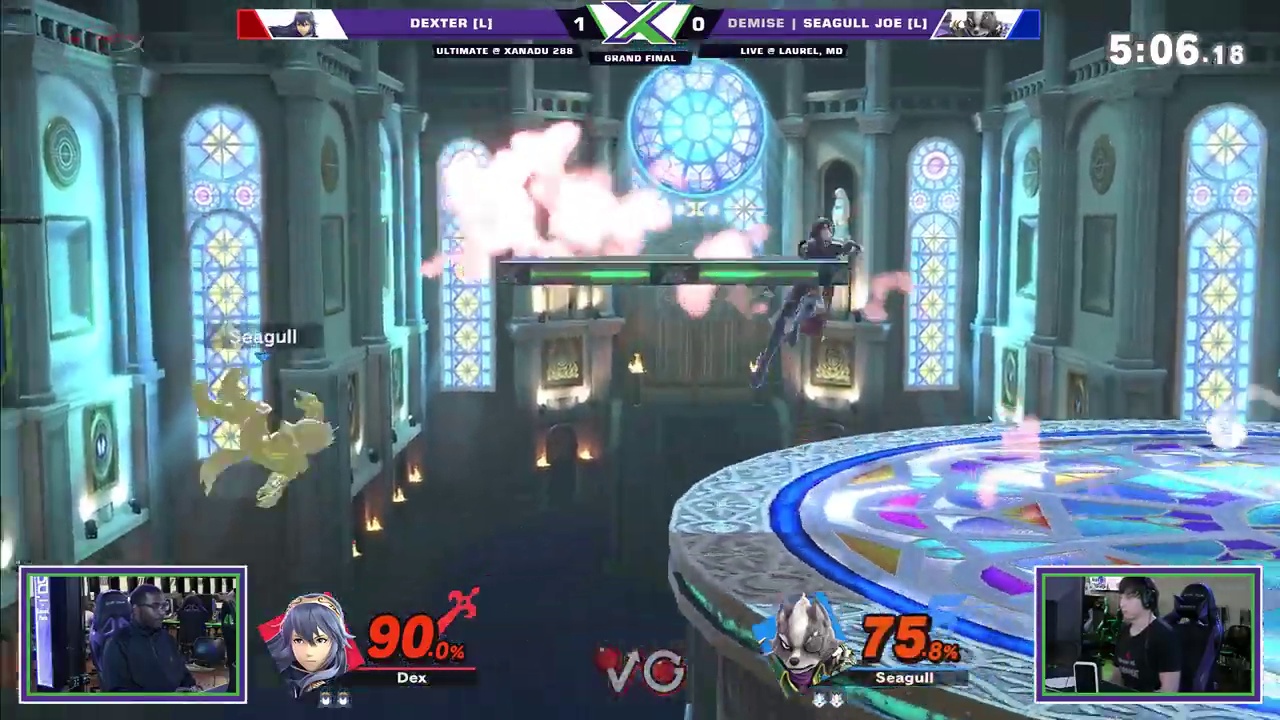 DEXTER [L]
1
0
DEMISE | SEAGULL JOE [L]
ULTIMATE @ XANADU 288
LIVE @ LAUREL, MD
GRAND FINAL
5:06.18
Seagull
90.0%
Dex
75.8%
Seagull